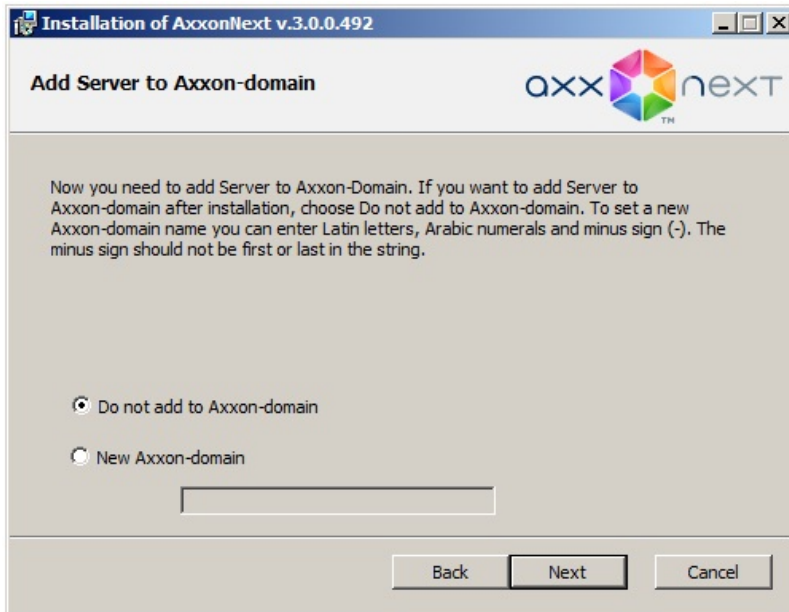 Installation of AxxonNext v.3.0.0.492
Add Server to Axxon-domain
axx next
TM
Now you need to add Server to Axxon-Domain. If you want to add Server to
Axxon-domain after installation, choose Do not add to Axxon-domain. To set a new
Axxon-domain name you can enter Latin letters, Arabic numerals and minus sign (-). The
minus sign should not be first or last in the string.
Do not add to Axxon-domain
New Axxon-domain
Back Next Cancel